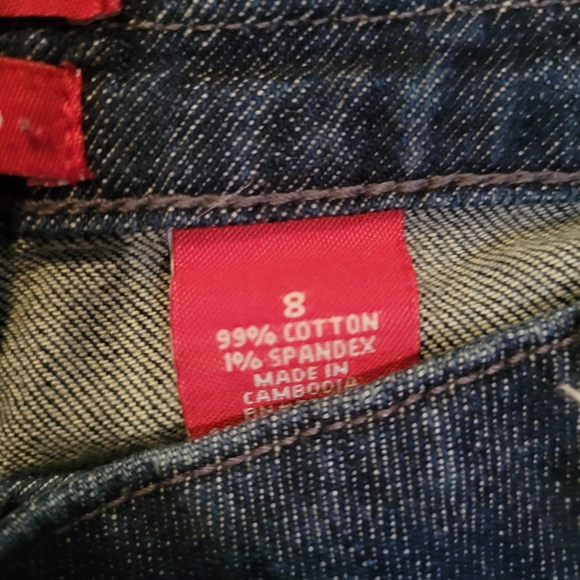 8
99% COTTON
1% SPANDEX
MADE IN
CAMBODIA